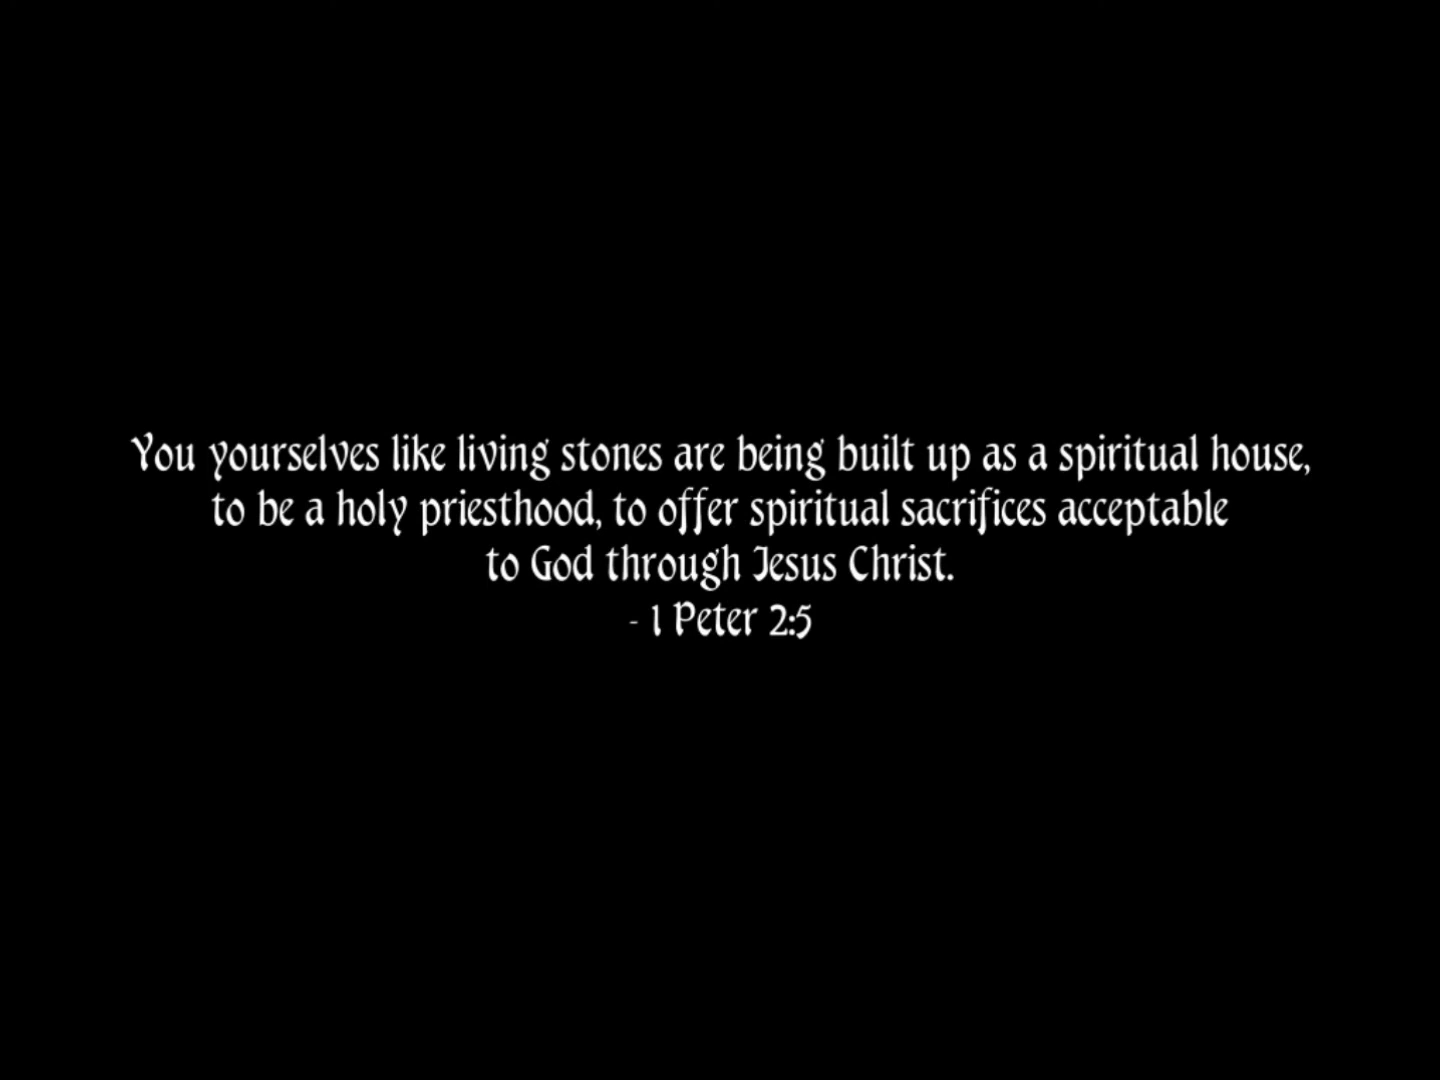 You yourselves like living stones are being built up as a spiritual house,
to be a holy priesthood, to offer spiritual sacrifices acceptable
to God through Jesus Christ.
- 1 Peter 2:5